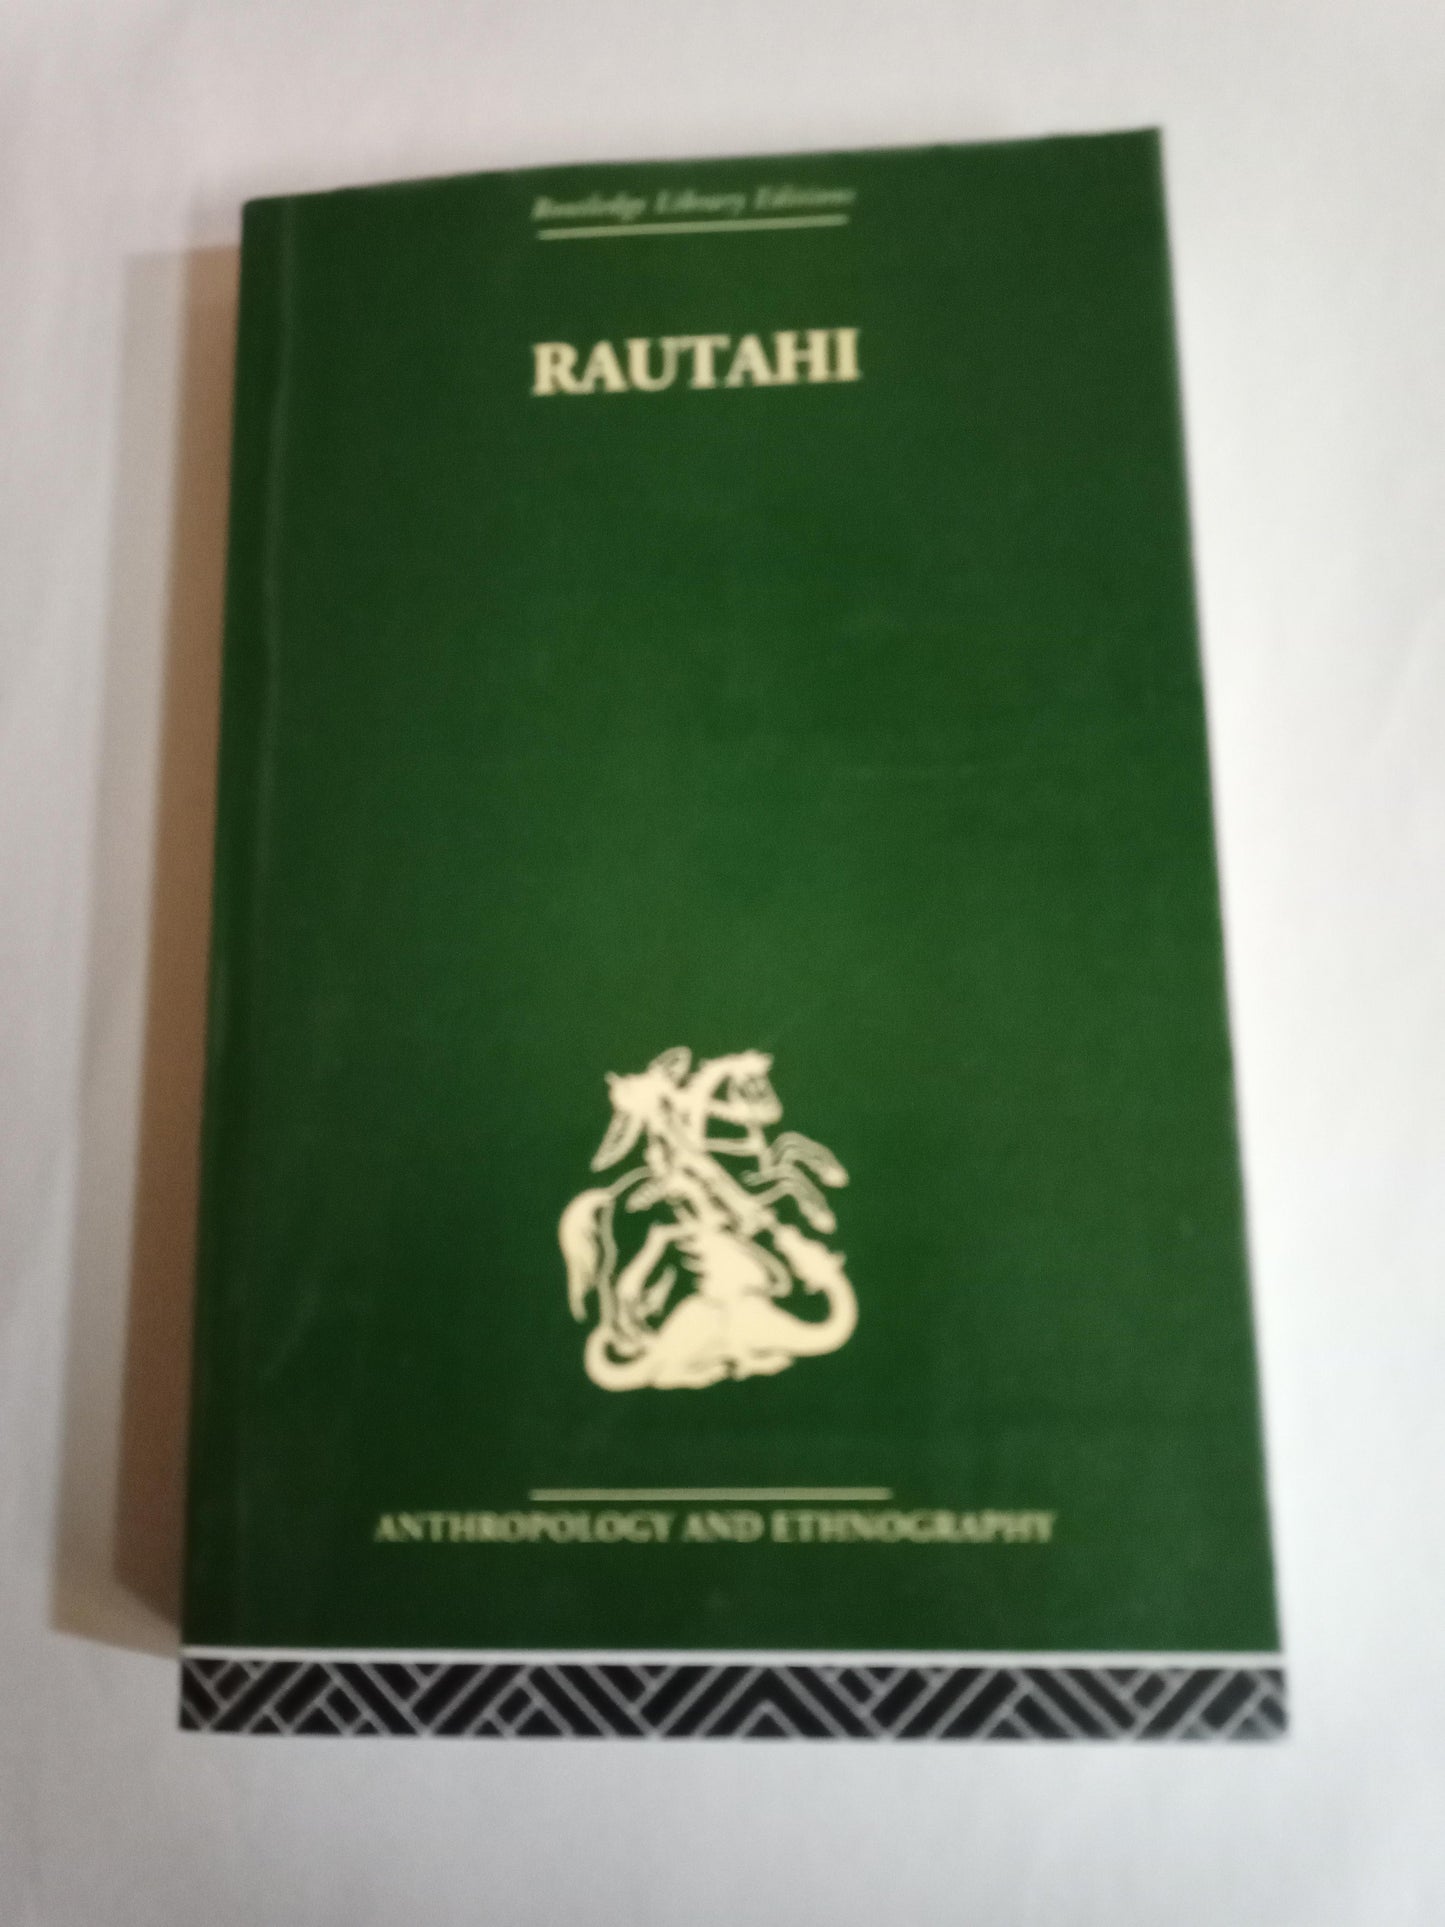 Routledge Library Editions
RAUTAHI
ANTHROPOLOGY AND ETHNOGRAPHY